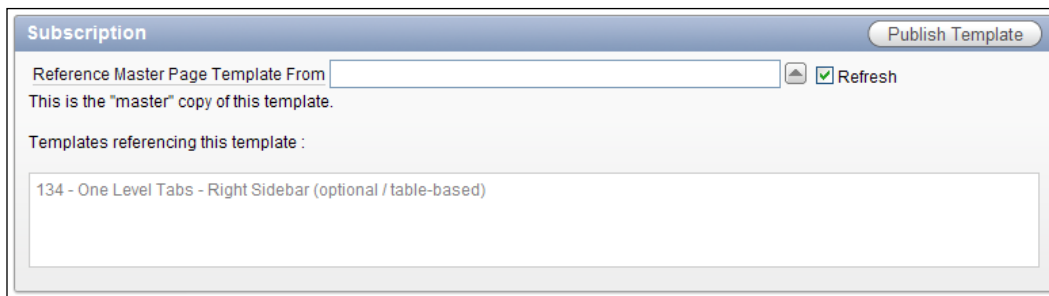 Subscription
Publish Template
Reference Master Page Template From
Refresh
This is the "master" copy of this template.
Templates referencing this template :
134 - One Level Tabs - Right Sidebar (optional / table-based)